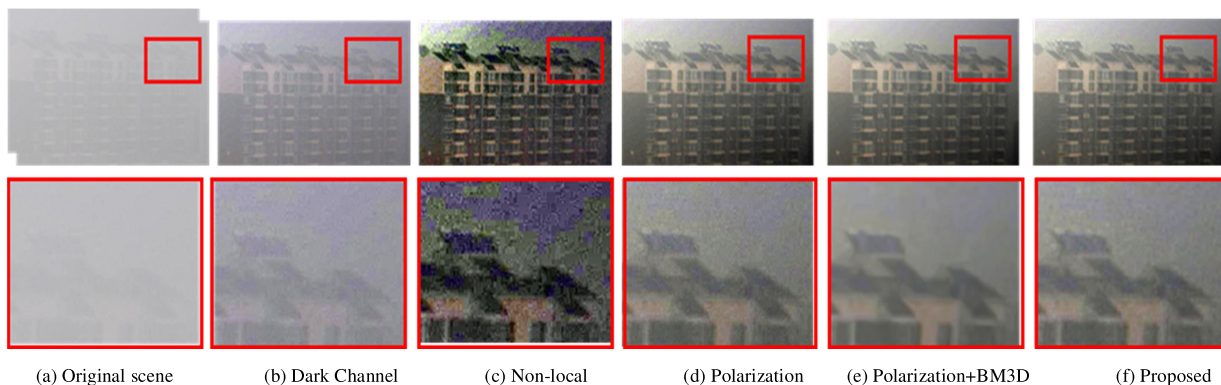 (a) Original scene
(b) Dark Channel
(c) Non-local
(d) Polarization
(e) Polarization+BM3D
(f) Proposed